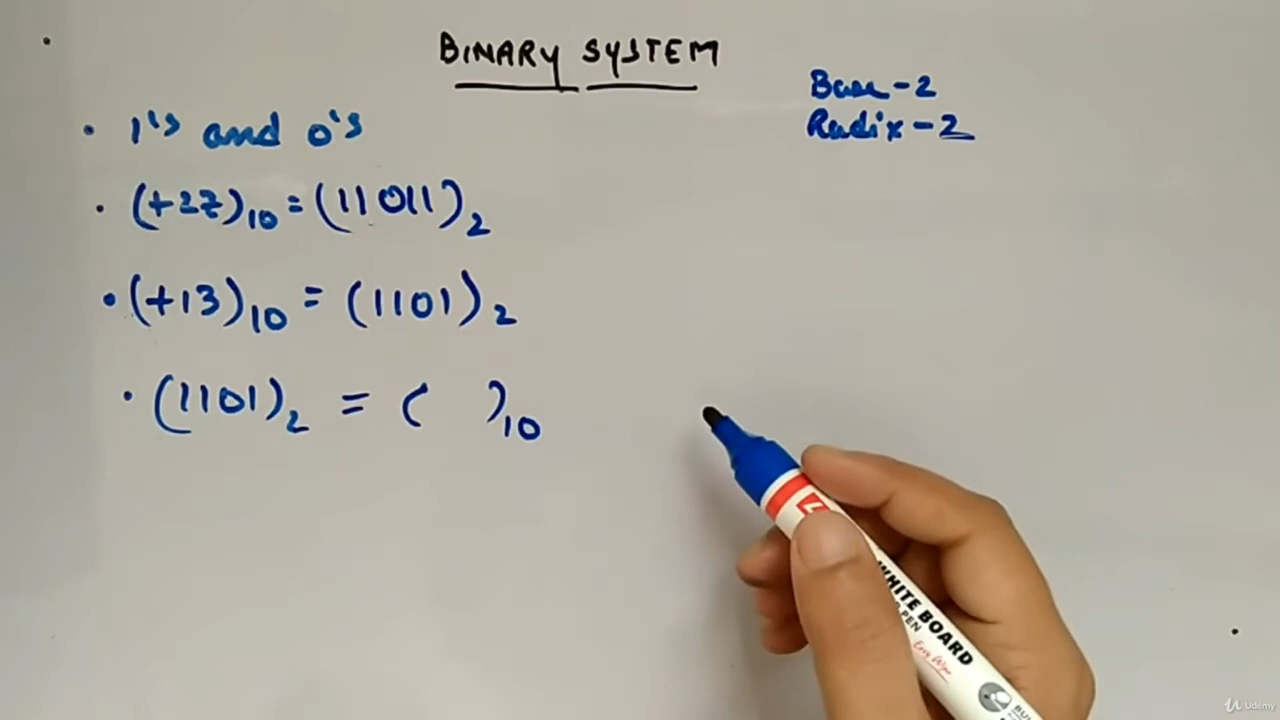 BINARY SYSTEM
Base-2
Radix-2
• 1's and 0's
• (+27)10 = (11011)2
• (+13)10 = (1101)2
• (1101)2 = ( )10
WHITE BOARD
PEN
Udemy